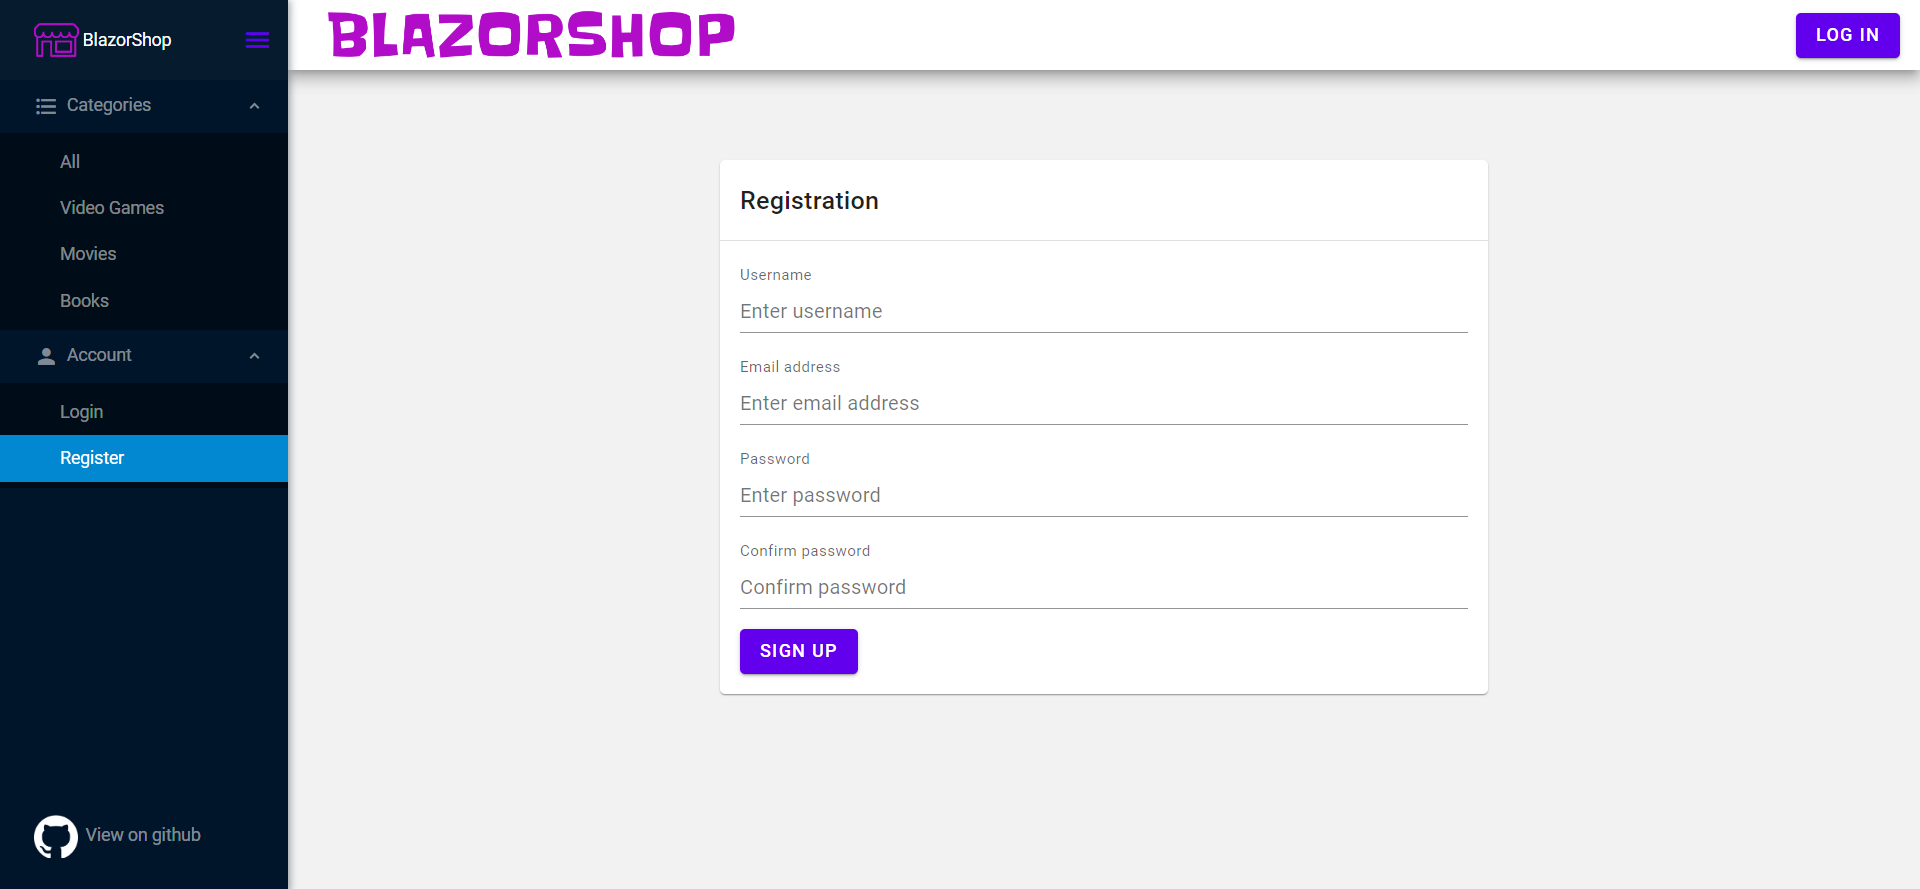 BlazorShop
BLAZORSHOP
LOG IN
Categories
All
Video Games
Movies
Books
Account
Login
Register
View on github
Registration
Username
Enter username
Email address
Enter email address
Password
Enter password
Confirm password
Confirm password
SIGN UP